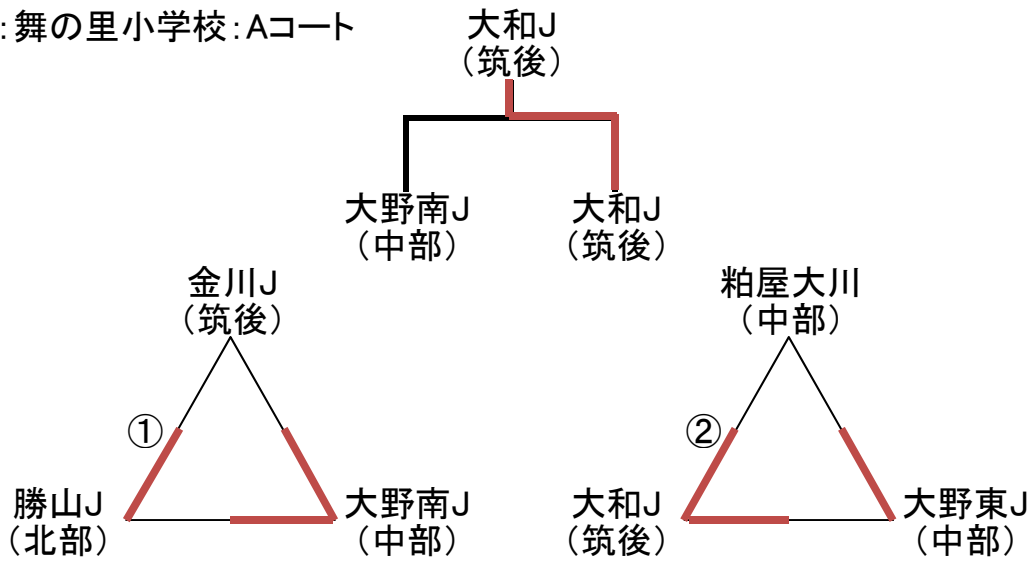 :舞の里小学校:Aコート
大和J
(筑後)
大野南J
(中部)
大和J
(筑後)
金川J
(筑後)
粕屋大川
(中部)
①
②
勝山J
(北部)
大野南J
(中部)
大和J
(筑後)
大野東J
(中部)